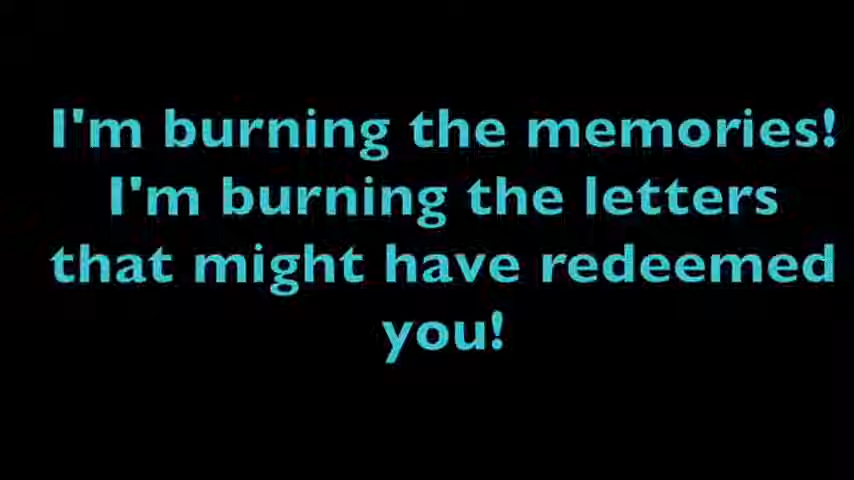 I'm burning the memories!
I'm burning the letters
that might have redeemed
you!